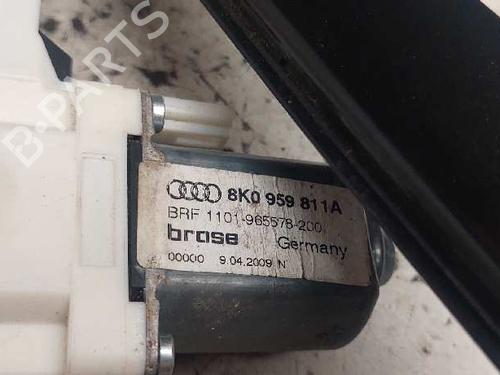 B-PARTS
8K0 959 811A
BRF 1101-965578-200
brose Germany
00000 9.04.2009 N